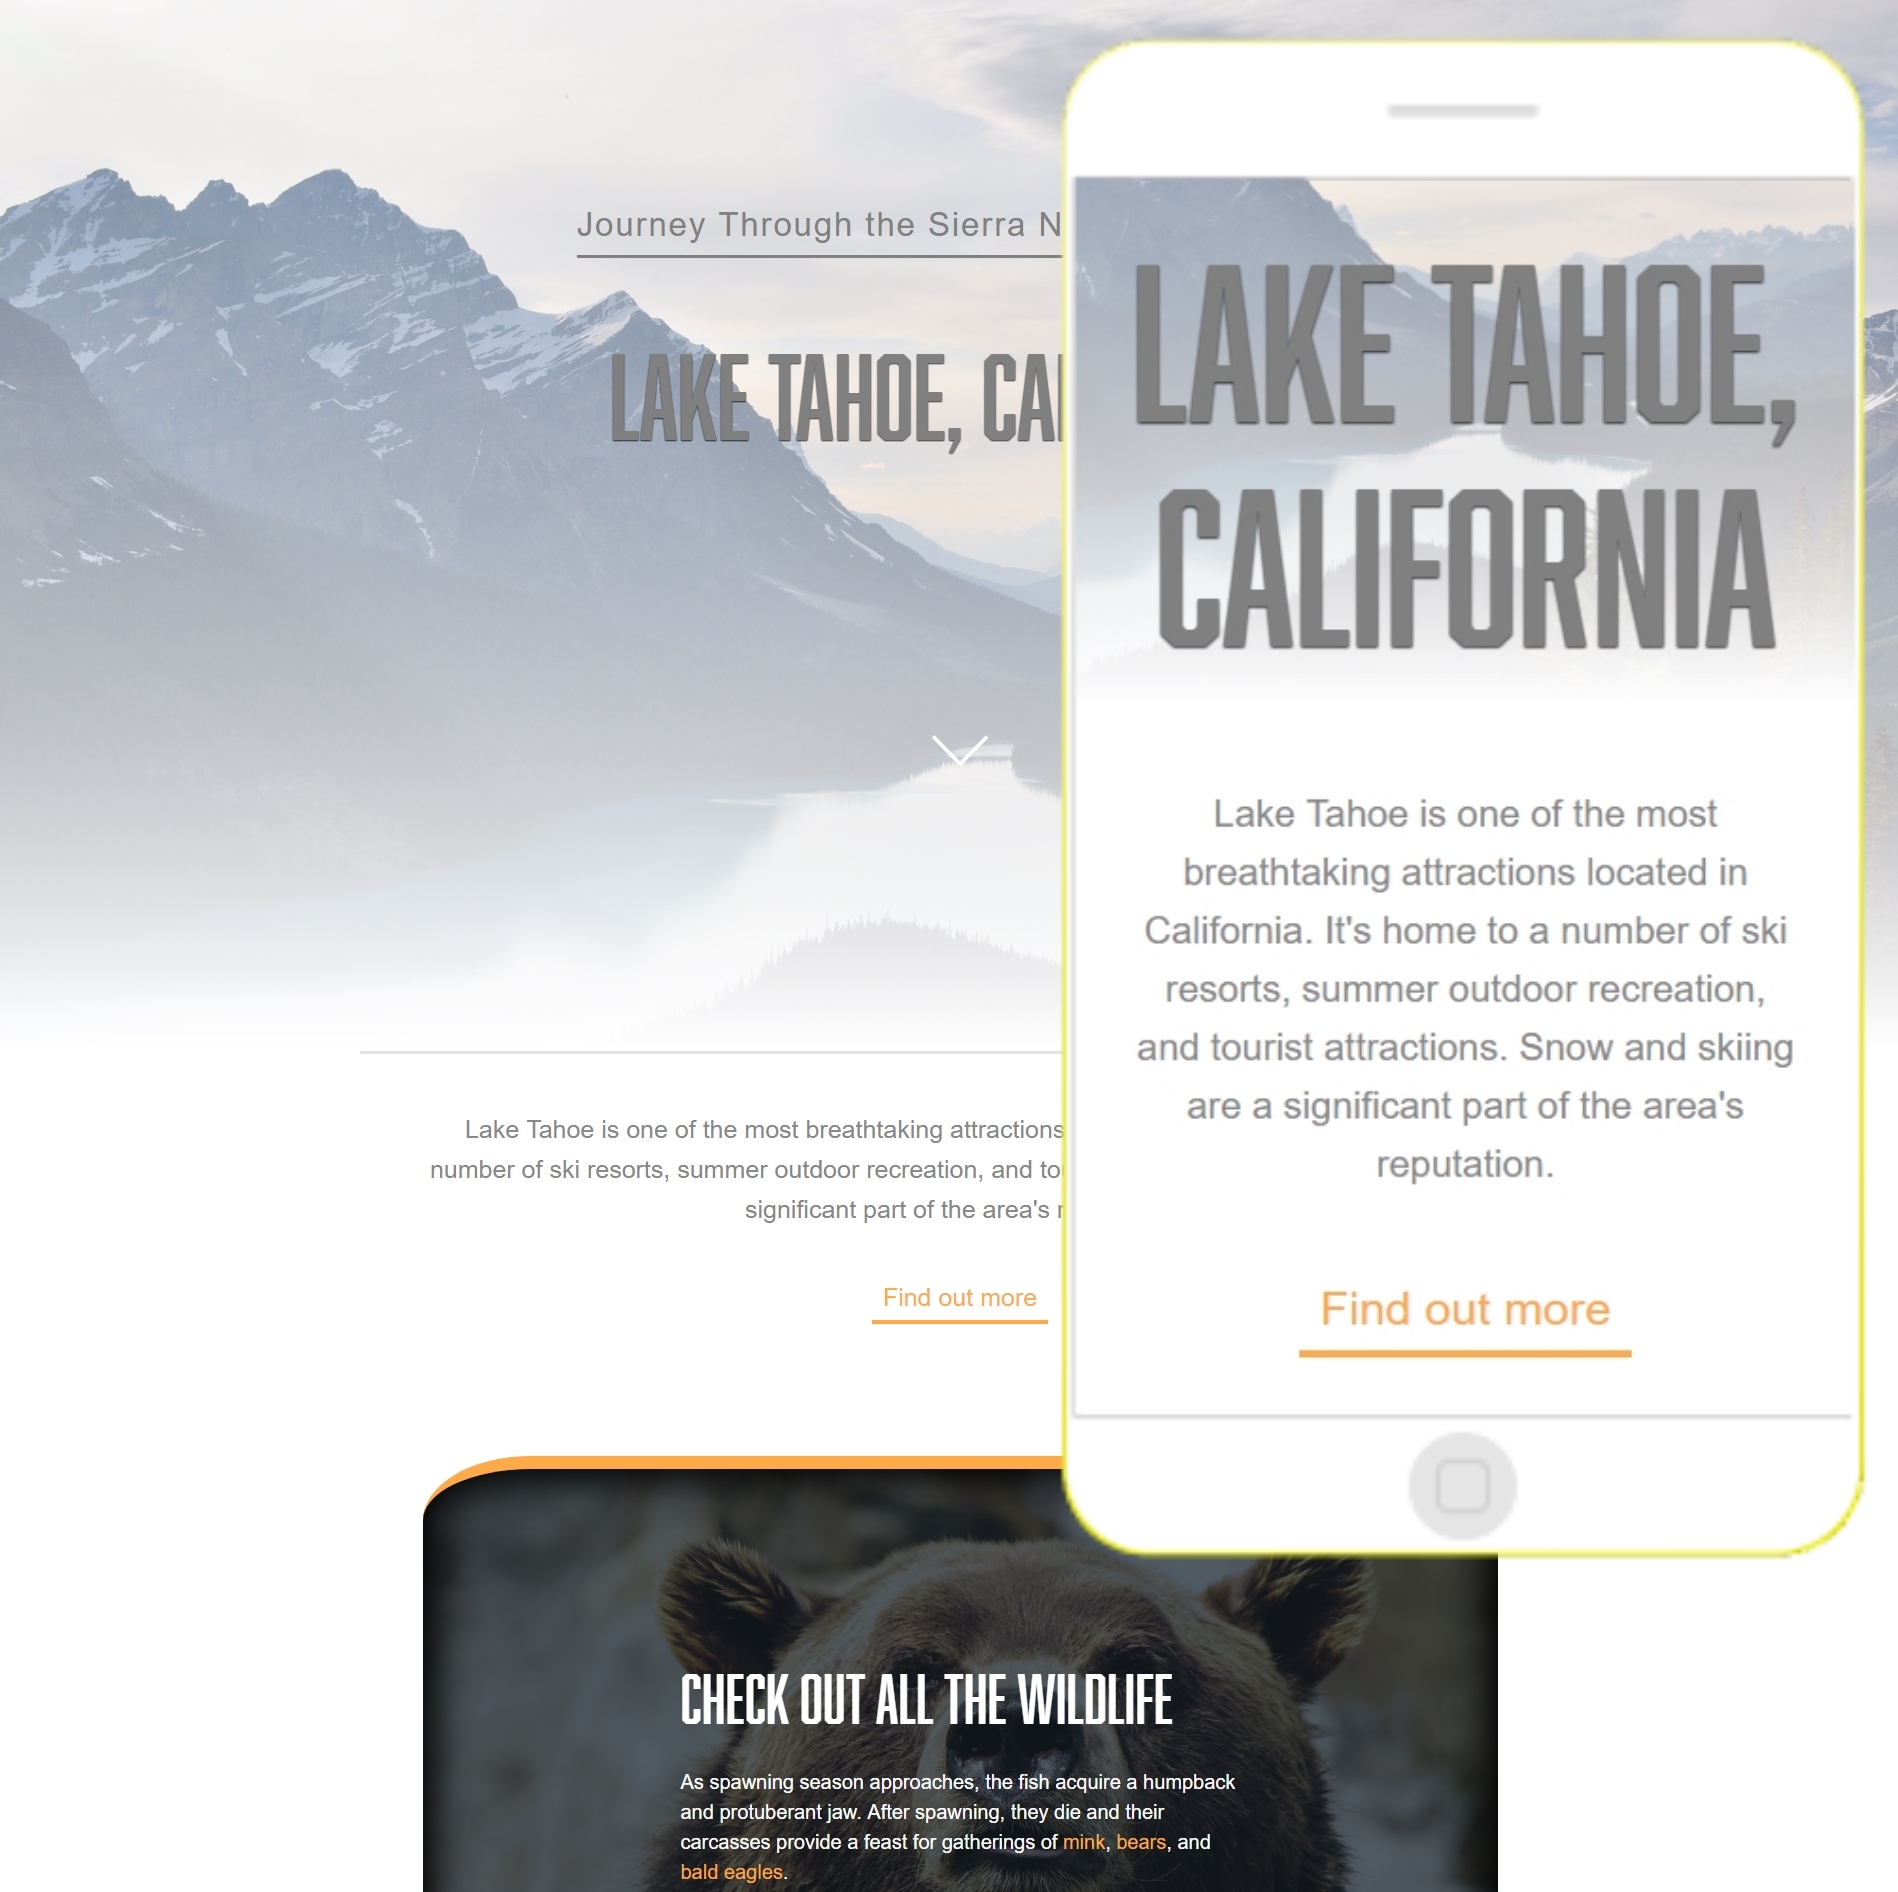 Journey Through the Sierra N
LAKE TAHOE, CA
Lake Tahoe is one of the most breathtaking attractions
number of ski resorts, summer outdoor recreation, and to
significant part of the area's
Find out more
LAKE TAHOE,
CALIFORNIA
Lake Tahoe is one of the most
breathtaking attractions located in
California. It's home to a number of ski
resorts, summer outdoor recreation,
and tourist attractions. Snow and skiing
are a significant part of the area's
reputation.
Find out more
CHECK OUT ALL THE WILDLIFE
As spawning season approaches, the fish acquire a humpback
and protuberant jaw. After spawning, they die and their
carcasses provide a feast for gatherings of mink, bears, and
bald eagles.